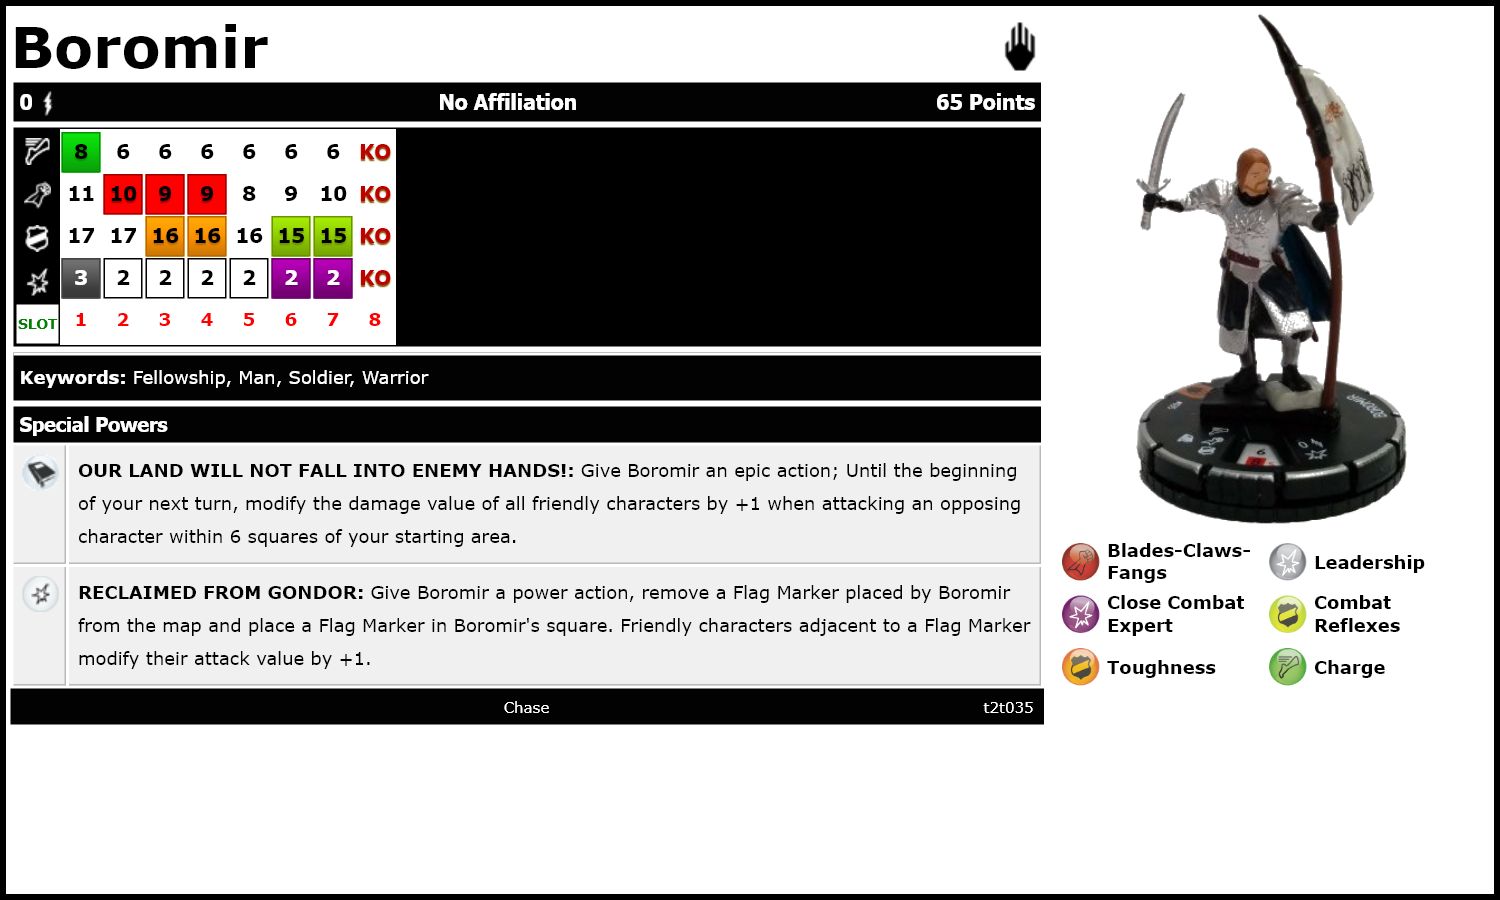 Boromir
0 No Affiliation 65 Points
8 6 6 6 6 6 6 KO
11 10 9 9 8 9 10 KO
17 17 16 16 16 15 15 KO
3 2 2 2 2 2 2 KO
SLOT 1 2 3 4 5 6 7 8
Keywords: Fellowship, Man, Soldier, Warrior
Special Powers
OUR LAND WILL NOT FALL INTO ENEMY HANDS!: Give Boromir an epic action; Until the beginning
of your next turn, modify the damage value of all friendly characters by +1 when attacking an opposing
character within 6 squares of your starting area.
RECLAIMED FROM GONDOR: Give Boromir a power action, remove a Flag Marker placed by Boromir
from the map and place a Flag Marker in Boromir's square. Friendly characters adjacent to a Flag Marker
modify their attack value by +1.
Chase t2t035
BOROMIR
0
6
Blades-Claws-
Fangs
Leadership
Close Combat
Expert
Combat
Reflexes
Toughness
Charge